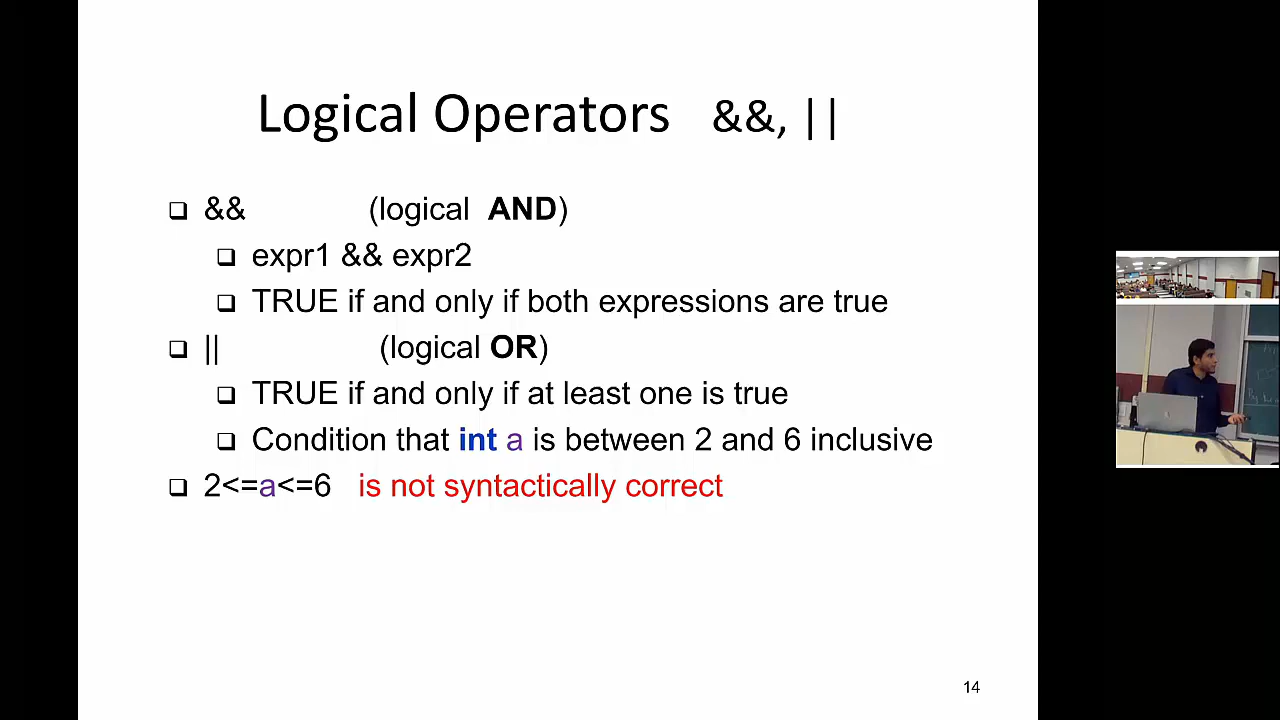 Logical Operators &&, ||
❑ && (logical AND)
❑ expr1 && expr2
❑ TRUE if and only if both expressions are true
❑ || (logical OR)
❑ TRUE if and only if at least one is true
❑ Condition that int a is between 2 and 6 inclusive
❑ 2<=a<=6 is not syntactically correct
14